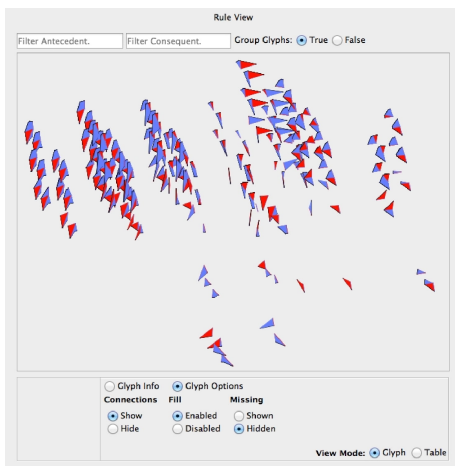 Rule View
Filter Antecedent. Filter Consequent. Group Glyphs: True False
Glyph Info Glyph Options
Connections Fill Missing
Show Enabled Shown
Hide Disabled Hidden
View Mode: Glyph Table